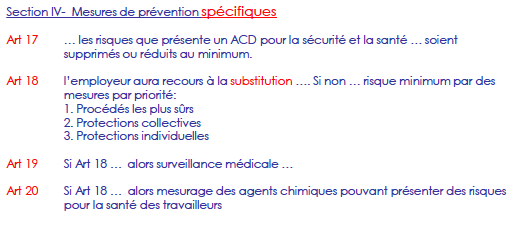 Section IV- Mesures de prévention spécifiques
Art 17 … les risques que présente un ACD pour la sécurité et la santé … soient
supprimés ou réduits au minimum.
Art 18 l'employeur aura recours à la substitution …. Si non … risque minimum par des
mesures par priorité:
1. Procédés les plus sûrs
2. Protections collectives
3. Protections individuelles
Art 19 Si Art 18 … alors surveillance médicale …
Art 20 Si Art 18 … alors mesurage des agents chimiques pouvant présenter des risques
pour la santé des travailleurs